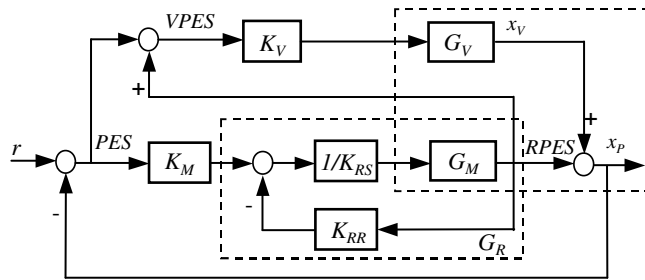 VPES
K_V
G_V
x_V
+
+
r
PES
K_M
1/K_RS
G_M
RPES
x_P
-
-
K_RR
G_R